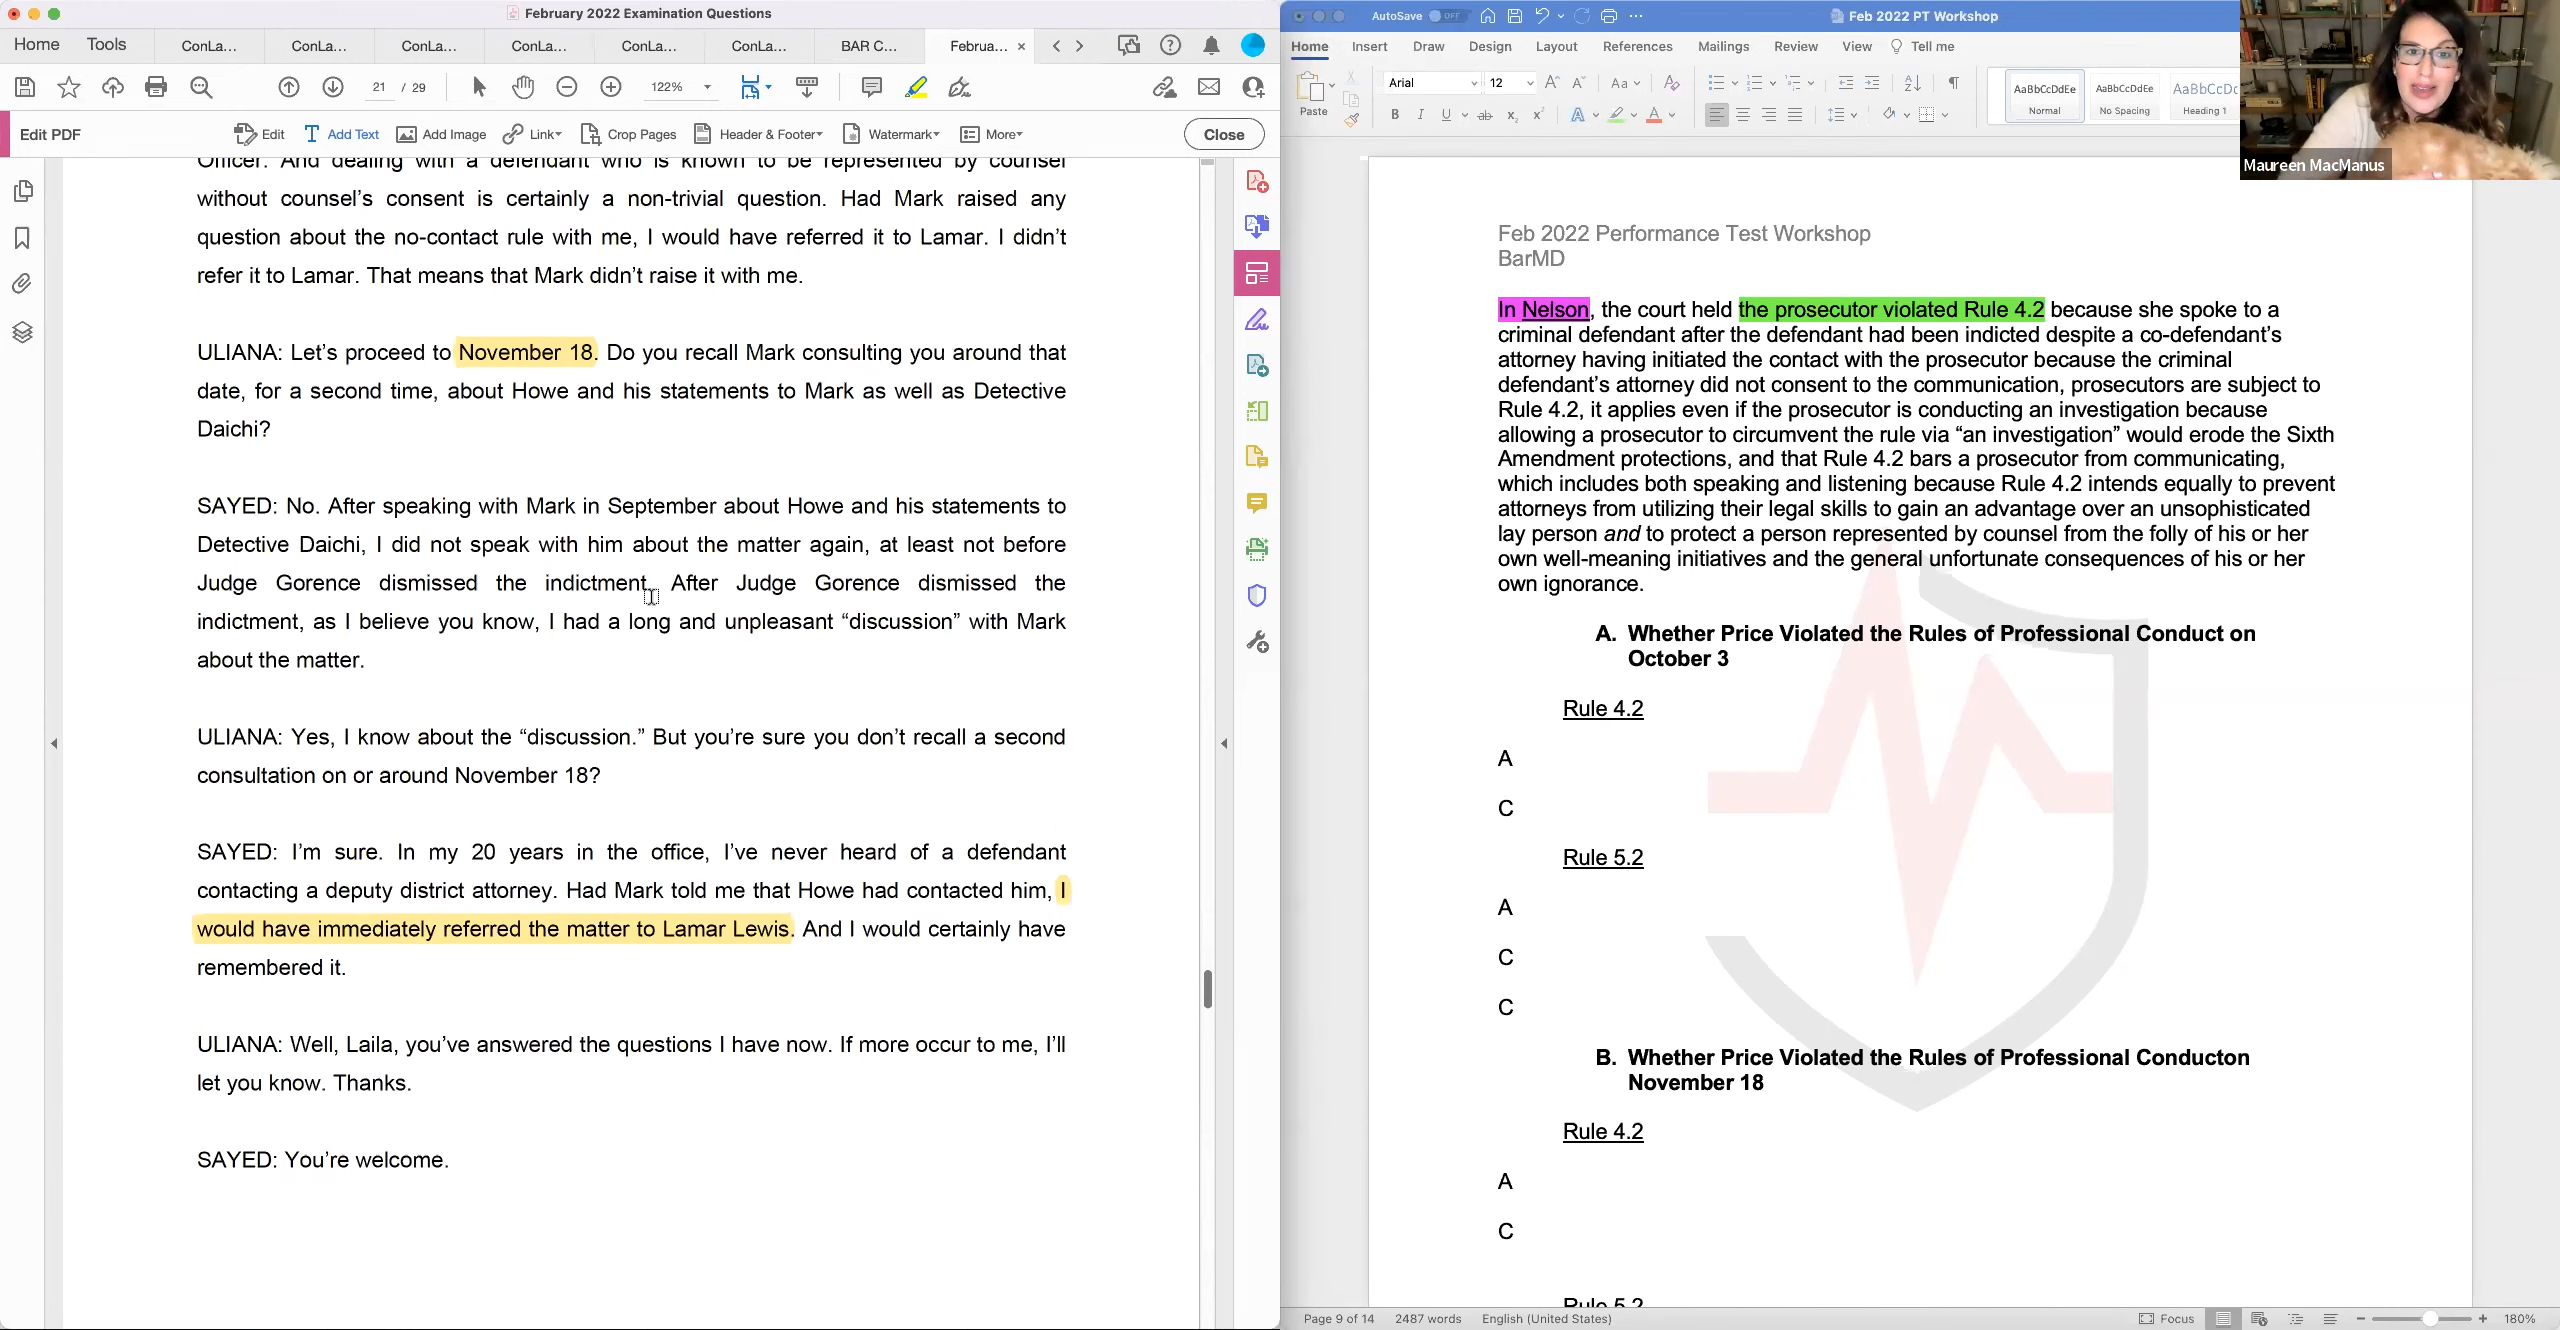 February 2022 Examination Questions
Home Tools ConLa... ConLa... ConLa... ConLa... ConLa... ConLa... BAR C... Februa... ×
21 / 29 122%
Edit PDF Edit Add Text Add Image Link Crop Pages Header & Footer Watermark More Close
Officer. And dealing with a defendant who is known to be represented by counsel
without counsel’s consent is certainly a non-trivial question. Had Mark raised any
question about the no-contact rule with me, I would have referred it to Lamar. I didn’t
refer it to Lamar. That means that Mark didn’t raise it with me.
ULIANA: Let’s proceed to November 18. Do you recall Mark consulting you around that
date, for a second time, about Howe and his statements to Mark as well as Detective
Daichi?
SAYED: No. After speaking with Mark in September about Howe and his statements to
Detective Daichi, I did not speak with him about the matter again, at least not before
Judge Gorence dismissed the indictment. After Judge Gorence dismissed the
indictment, as I believe you know, I had a long and unpleasant “discussion” with Mark
about the matter.
ULIANA: Yes, I know about the “discussion.” But you’re sure you don’t recall a second
consultation on or around November 18?
SAYED: I’m sure. In my 20 years in the office, I’ve never heard of a defendant
contacting a deputy district attorney. Had Mark told me that Howe had contacted him, I
would have immediately referred the matter to Lamar Lewis. And I would certainly have
remembered it.
ULIANA: Well, Laila, you’ve answered the questions I have now. If more occur to me, I’ll
let you know. Thanks.
SAYED: You’re welcome.
AutoSave OFF Feb 2022 PT Workshop
Home Insert Draw Design Layout References Mailings Review View Tell me
Paste Arial 12 Aa
B I U ab x₂ x² A A
AaBbCcDdEe AaBbCcDdEe AaBbCcDc
Normal No Spacing Heading 1
Maureen MacManus
Feb 2022 Performance Test Workshop
BarMD
In Nelson, the court held the prosecutor violated Rule 4.2 because she spoke to a
criminal defendant after the defendant had been indicted despite a co-defendant’s
attorney having initiated the contact with the prosecutor because the criminal
defendant’s attorney did not consent to the communication, prosecutors are subject to
Rule 4.2, it applies even if the prosecutor is conducting an investigation because
allowing a prosecutor to circumvent the rule via “an investigation” would erode the Sixth
Amendment protections, and that Rule 4.2 bars a prosecutor from communicating,
which includes both speaking and listening because Rule 4.2 intends equally to prevent
attorneys from utilizing their legal skills to gain an advantage over an unsophisticated
lay person and to protect a person represented by counsel from the folly of his or her
own well-meaning initiatives and the general unfortunate consequences of his or her
own ignorance.
A. Whether Price Violated the Rules of Professional Conduct on
October 3
Rule 4.2
A
C
Rule 5.2
A
C
C
B. Whether Price Violated the Rules of Professional Conducton
November 18
Rule 4.2
A
C
Rule 5.2
Page 9 of 14 2487 words English (United States) Focus 180%